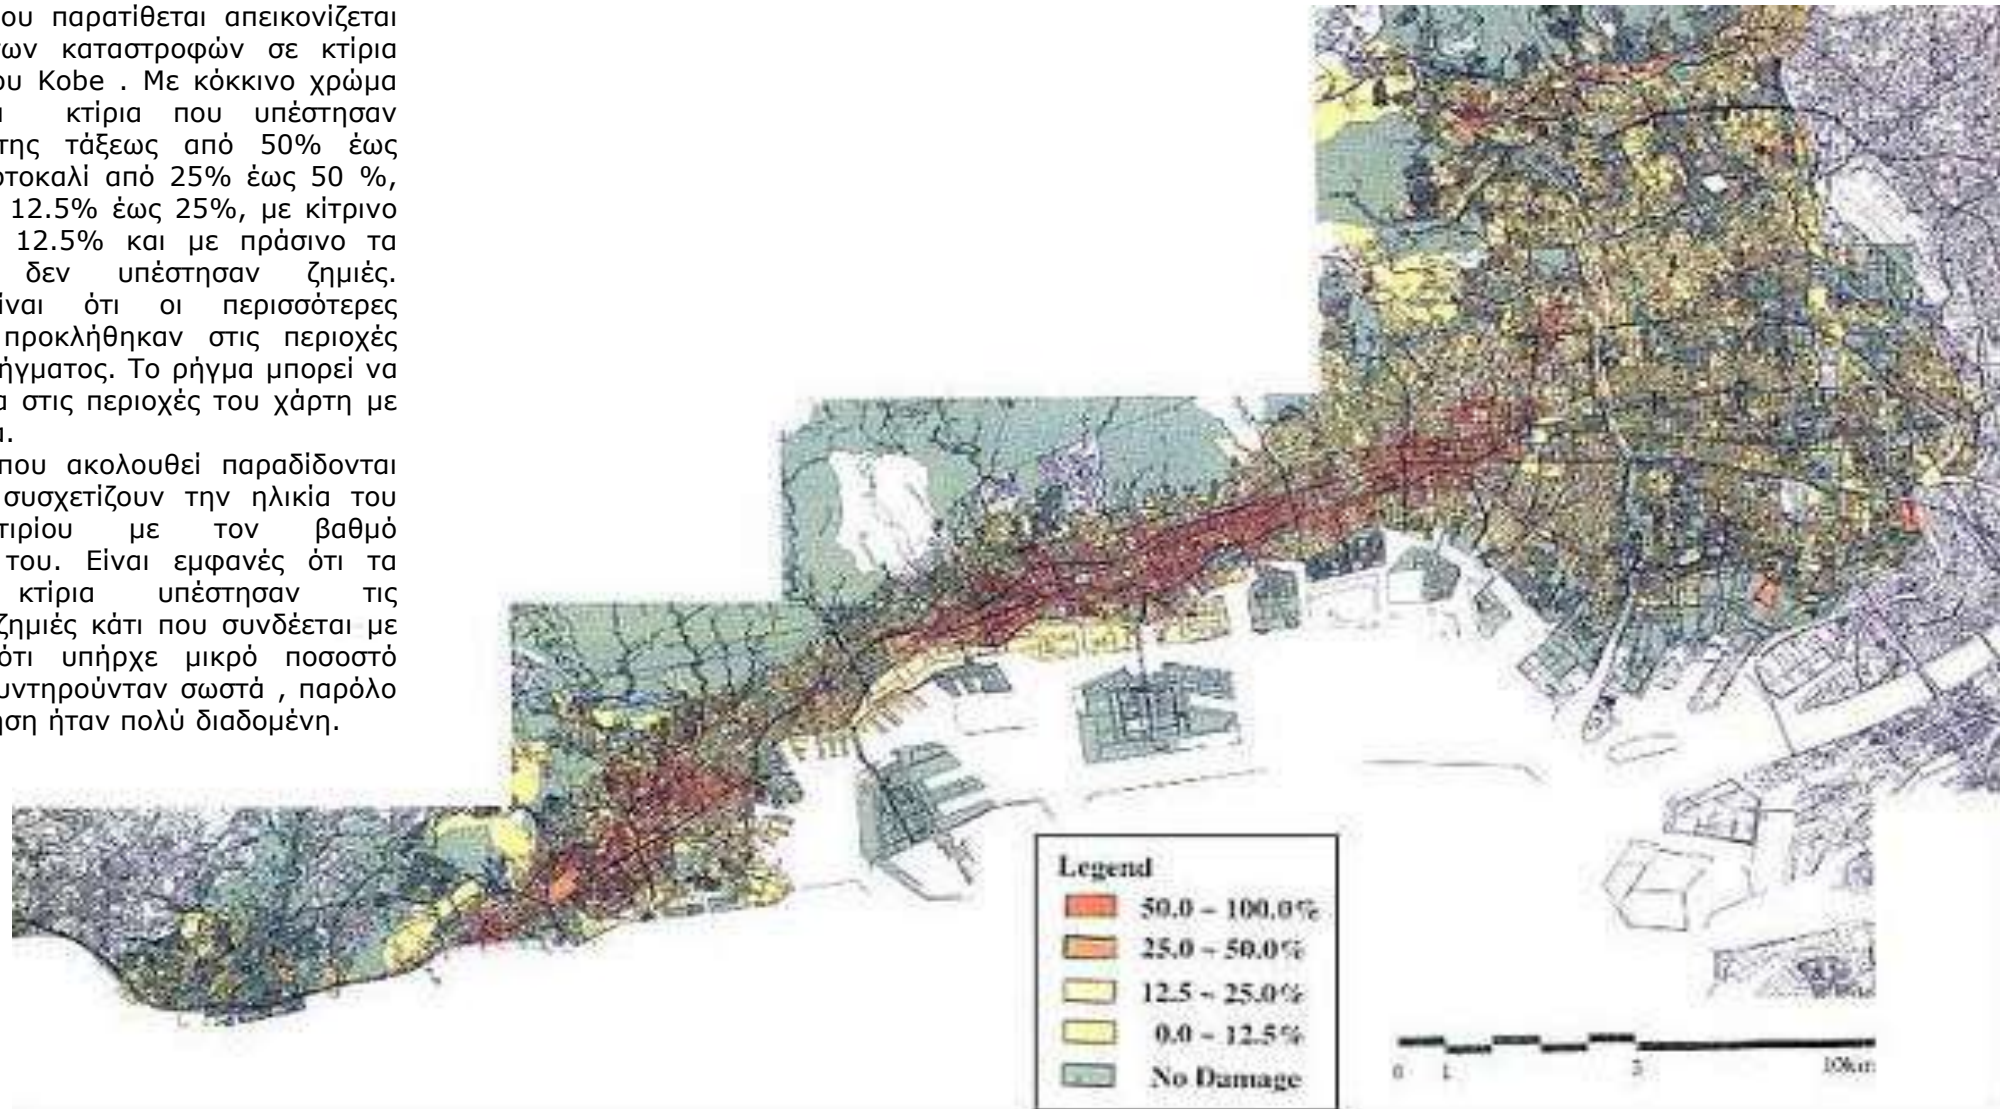 ου παρατίθεται απεικονίζεται
των καταστροφών σε κτίρια
ου Kobe . Με κόκκινο χρώμα
κτίρια που υπέστησαν
της τάξεως από 50% έως
οτοκαλί από 25% έως 50 %,
12.5% έως 25%, με κίτρινο
12.5% και με πράσινο τα
δεν υπέστησαν ζημιές.
ίναι ότι οι περισσότερες
προκλήθηκαν στις περιοχές
ήγματος. Το ρήγμα μπορεί να
α στις περιοχές του χάρτη με
α.
που ακολουθεί παραδίδονται
συσχετίζουν την ηλικία του
τιρίου με τον βαθμό
του. Είναι εμφανές ότι τα
κτίρια υπέστησαν τις
ζημιές κάτι που συνδέεται με
ότι υπήρχε μικρό ποσοστό
υντηρούνταν σωστά , παρόλο
ηση ήταν πολύ διαδομένη.
Legend
50.0 ~ 100.0%
25.0 ~ 50.0%
12.5 ~ 25.0%
0.0 ~ 12.5%
No Damage
0 1 5 10km